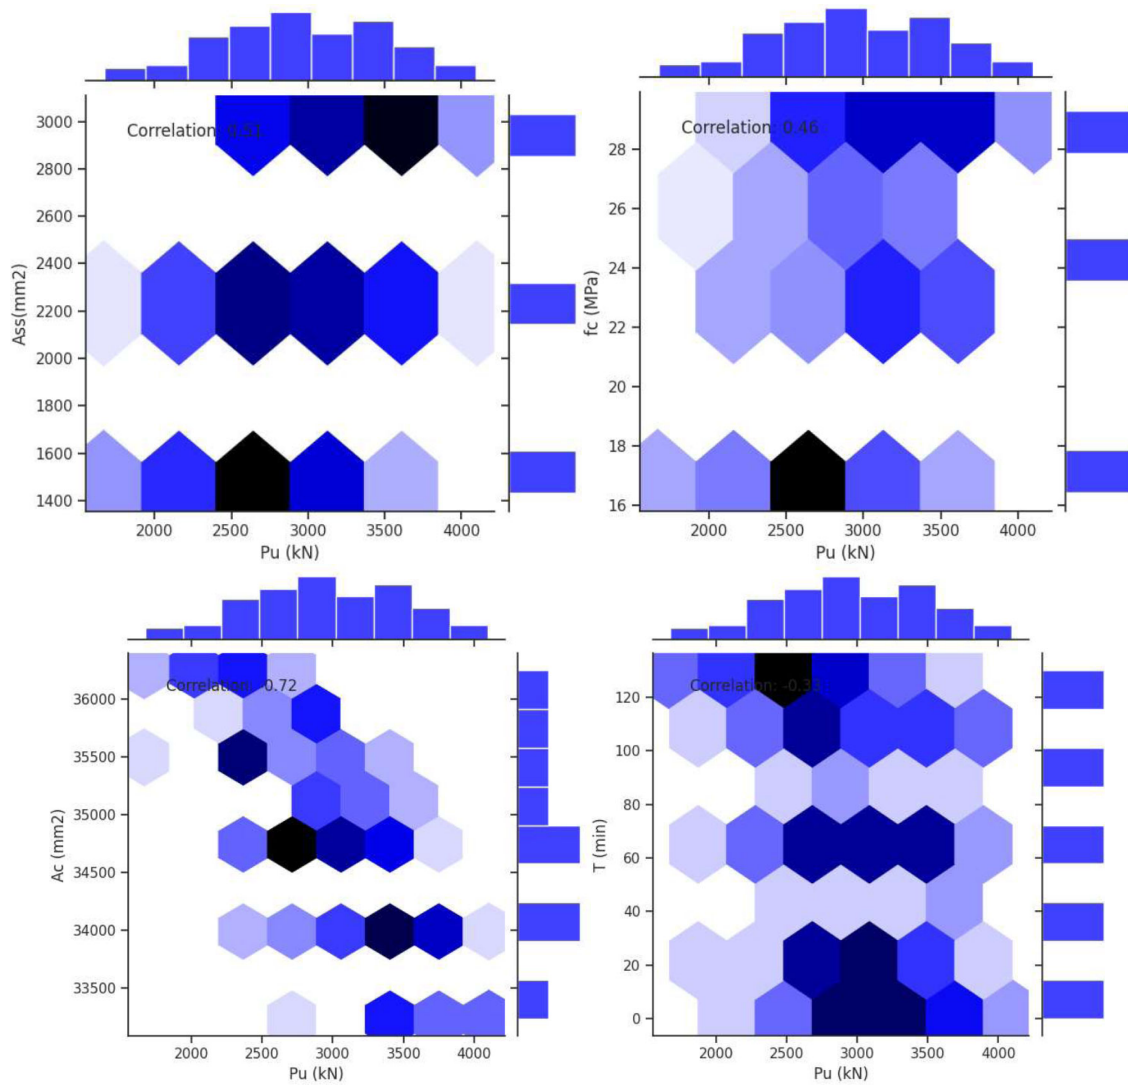 Correlation: 0.51
3000
2800
2600
2400
2200
2000
1800
1600
1400
Ass(mm2)
2000 2500 3000 3500 4000
Pu (kN)
Correlation: 0.46
28
26
24
22
20
18
16
fc (MPa)
2000 2500 3000 3500 4000
Pu (kN)
Correlation: -0.72
36000
35500
35000
34500
34000
33500
Ac (mm2)
2000 2500 3000 3500 4000
Pu (kN)
Correlation: -0.33
120
100
80
60
40
20
0
T (min)
2000 2500 3000 3500 4000
Pu (kN)